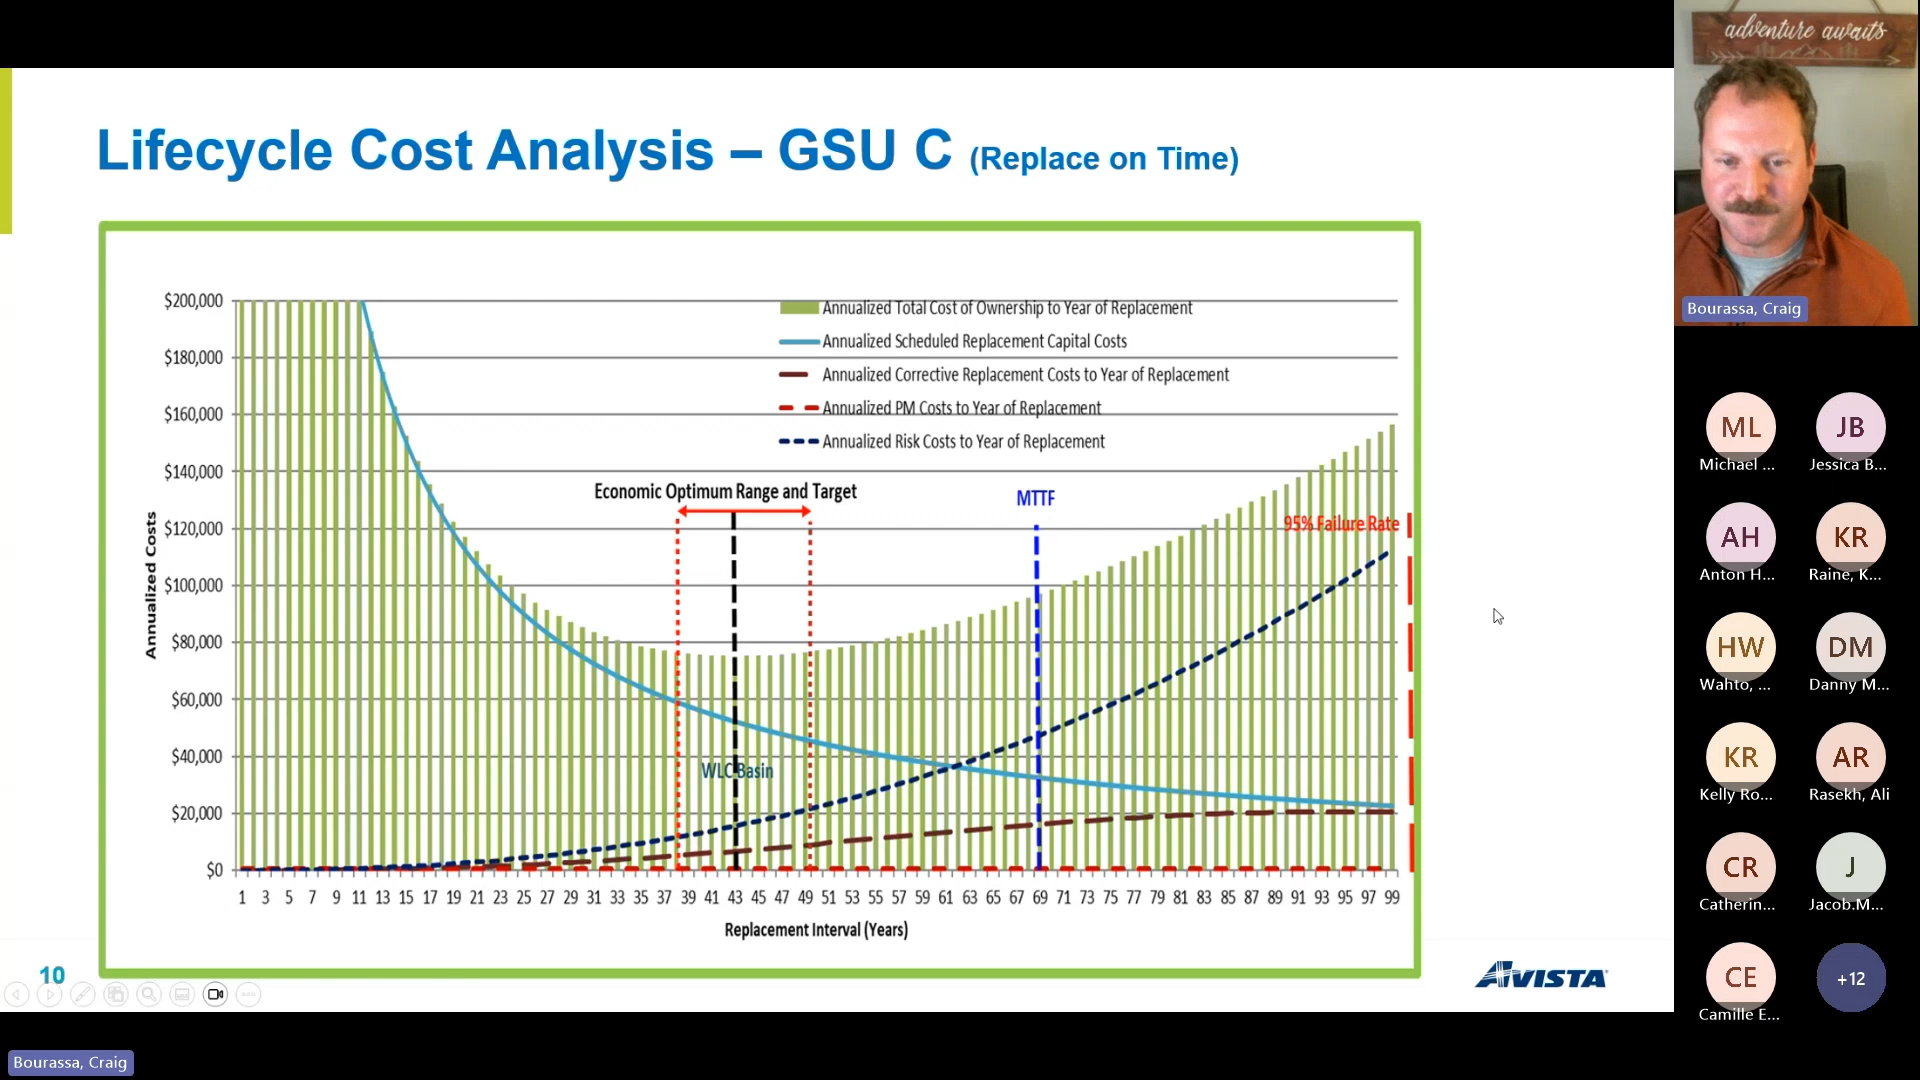 Lifecycle Cost Analysis – GSU C (Replace on Time)
$200,000
$180,000
$160,000
$140,000
$120,000
$100,000
$80,000
$60,000
$40,000
$20,000
$0
Annualized Costs
Annualized Total Cost of Ownership to Year of Replacement
Annualized Scheduled Replacement Capital Costs
Annualized Corrective Replacement Costs to Year of Replacement
Annualized PM Costs to Year of Replacement
Annualized Risk Costs to Year of Replacement
Economic Optimum Range and Target
MTTF
95% Failure Rate
WLC Basin
1 3 5 7 9 11 13 15 17 19 21 23 25 27 29 31 33 35 37 39 41 43 45 47 49 51 53 55 57 59 61 63 65 67 69 71 73 75 77 79 81 83 85 87 89 91 93 95 97 99
Replacement Interval (Years)
10
AVISTA
Bourassa, Craig
adventure awaits
Bourassa, Craig
ML
Michael ...
JB
Jessica B...
AH
Anton H...
KR
Raine, K...
HW
Wahto, ...
DM
Danny M...
KR
Kelly Ro...
AR
Rasekh, Ali
CR
Catherin...
J
Jacob.M...
CE
Camille E...
+12